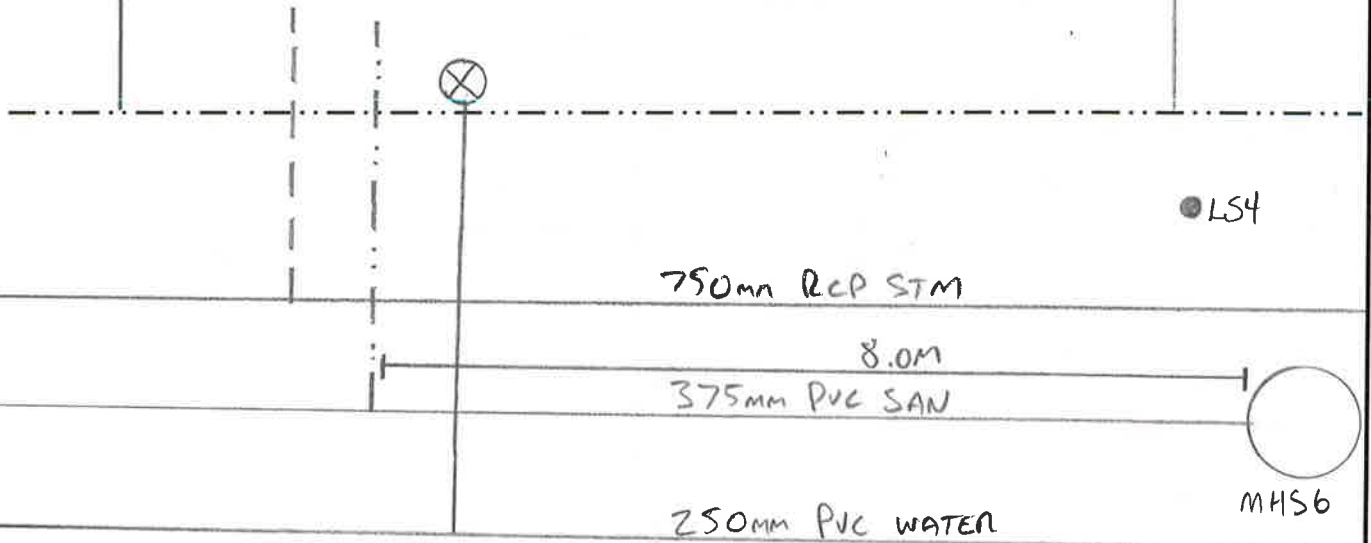 LS4
750mm RCP STM
8.0M
375mm PVC SAN
MHS6
250mm PVC WATER